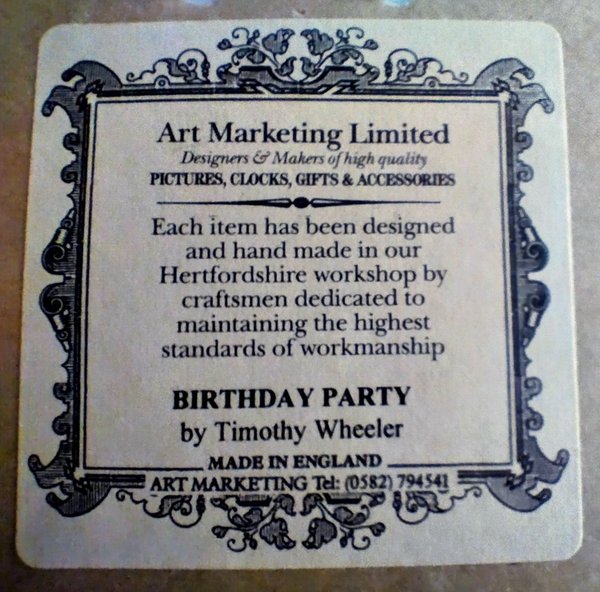 Art Marketing Limited
Designers & Makers of high quality
PICTURES, CLOCKS, GIFTS & ACCESSORIES
Each item has been designed
and hand made in our
Hertfordshire workshop by
craftsmen dedicated to
maintaining the highest
standards of workmanship
BIRTHDAY PARTY
by Timothy Wheeler
MADE IN ENGLAND
ART MARKETING Tel: (0582) 794541